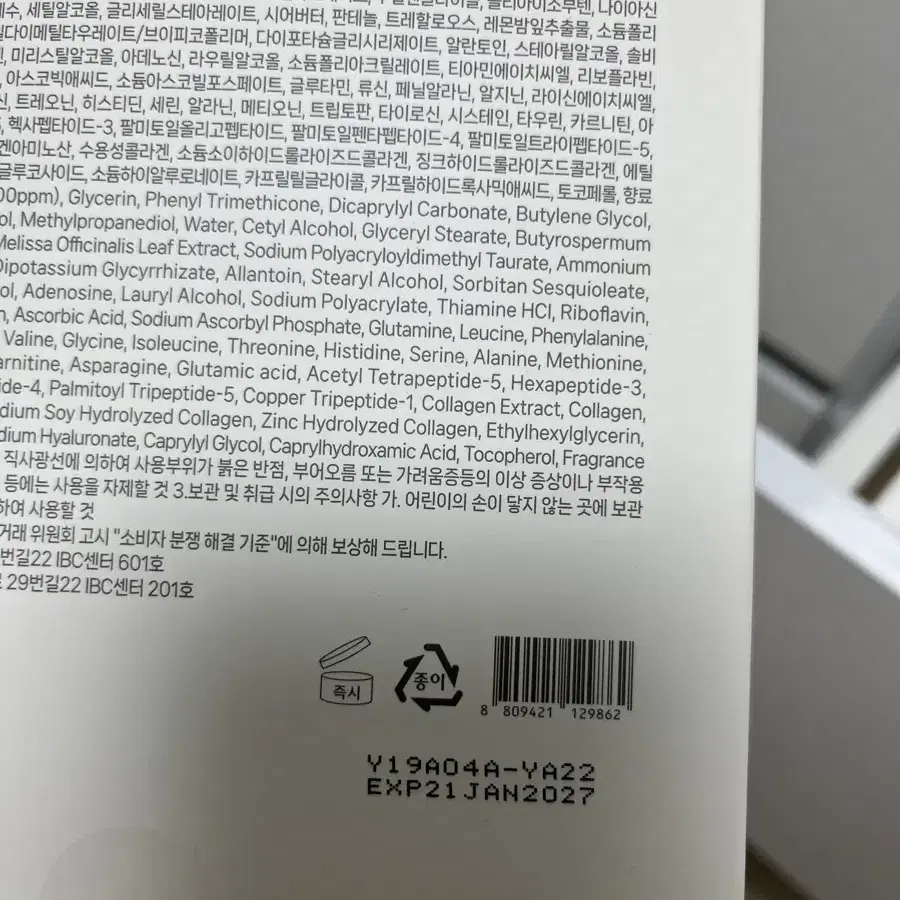 네수, 세틸알코올, 글리세릴스테아레이트, 시어버터, 판테놀, 트레할로오스, 레몬밤잎추출물, 소듐폴리
일다이메틸타우레이트/브이피코폴리머, 다이포타슘글리시리제이트, 알란토인, 스테아릴알코올, 솔비
민, 미리스틸알코올, 아데노신, 라우릴알코올, 소듐폴리아크릴레이트, 티아민에이치씨엘, 리보플라빈,
아스코빅애씨드, 소듐아스코빌포스페이트, 글루타민, 류신, 페닐알라닌, 알지닌, 라이신에이치씨엘,
신, 트레오닌, 히스티딘, 세린, 알라닌, 메티오닌, 트립토판, 타이로신, 시스테인, 타우린, 카르니틴, 아
헥사펩타이드-3, 팔미토일올리고펩타이드, 팔미토일펜타펩타이드-4, 팔미토일트라이펩타이드-5,
겐아미노산, 수용성콜라겐, 소듐소이하이드롤라이즈드콜라겐, 징크하이드롤라이즈드콜라겐, 에틸
글루코사이드, 소듐하이알루로네이트, 카프릴릴글라이콜, 카프릴하이드록사믹애씨드, 토코페롤, 향료
00ppm), Glycerin, Phenyl Trimethicone, Dicaprylyl Carbonate, Butylene Glycol,
ol, Methylpropanediol, Water, Cetyl Alcohol, Glyceryl Stearate, Butyrospermum
Melissa Officinalis Leaf Extract, Sodium Polyacryloyldimethyl Taurate, Ammonium
Dipotassium Glycyrrhizate, Allantoin, Stearyl Alcohol, Sorbitan Sesquioleate,
ol, Adenosine, Lauryl Alcohol, Sodium Polyacrylate, Thiamine HCl, Riboflavin,
n, Ascorbic Acid, Sodium Ascorbyl Phosphate, Glutamine, Leucine, Phenylalanine,
Valine, Glycine, Isoleucine, Threonine, Histidine, Serine, Alanine, Methionine,
arnitine, Asparagine, Glutamic acid, Acetyl Tetrapeptide-5, Hexapeptide-3,
ide-4, Palmitoyl Tripeptide-5, Copper Tripeptide-1, Collagen Extract, Collagen,
dium Soy Hydrolyzed Collagen, Zinc Hydrolyzed Collagen, Ethylhexylglycerin,
dium Hyaluronate, Caprylyl Glycol, Caprylhydroxamic Acid, Tocopherol, Fragrance
직사광선에 의하여 사용부위가 붉은 반점, 부어오름 또는 가려움증등의 이상 증상이나 부작용
등에는 사용을 자제할 것 3.보관 및 취급 시의 주의사항 가. 어린이의 손이 닿지 않는 곳에 보관
하여 사용할 것
거래 위원회 고시 "소비자 분쟁 해결 기준"에 의해 보상해 드립니다.
번길22 IBC센터 601호
29번길22 IBC센터 201호
즉시
종이
8 809421 129862
Y19A04A-YA22
EXP21JAN2027